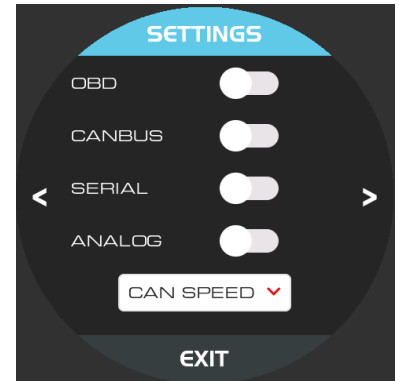 SETTINGS
OBD
CANBUS
SERIAL
< >
ANALOG
CAN SPEED
EXIT